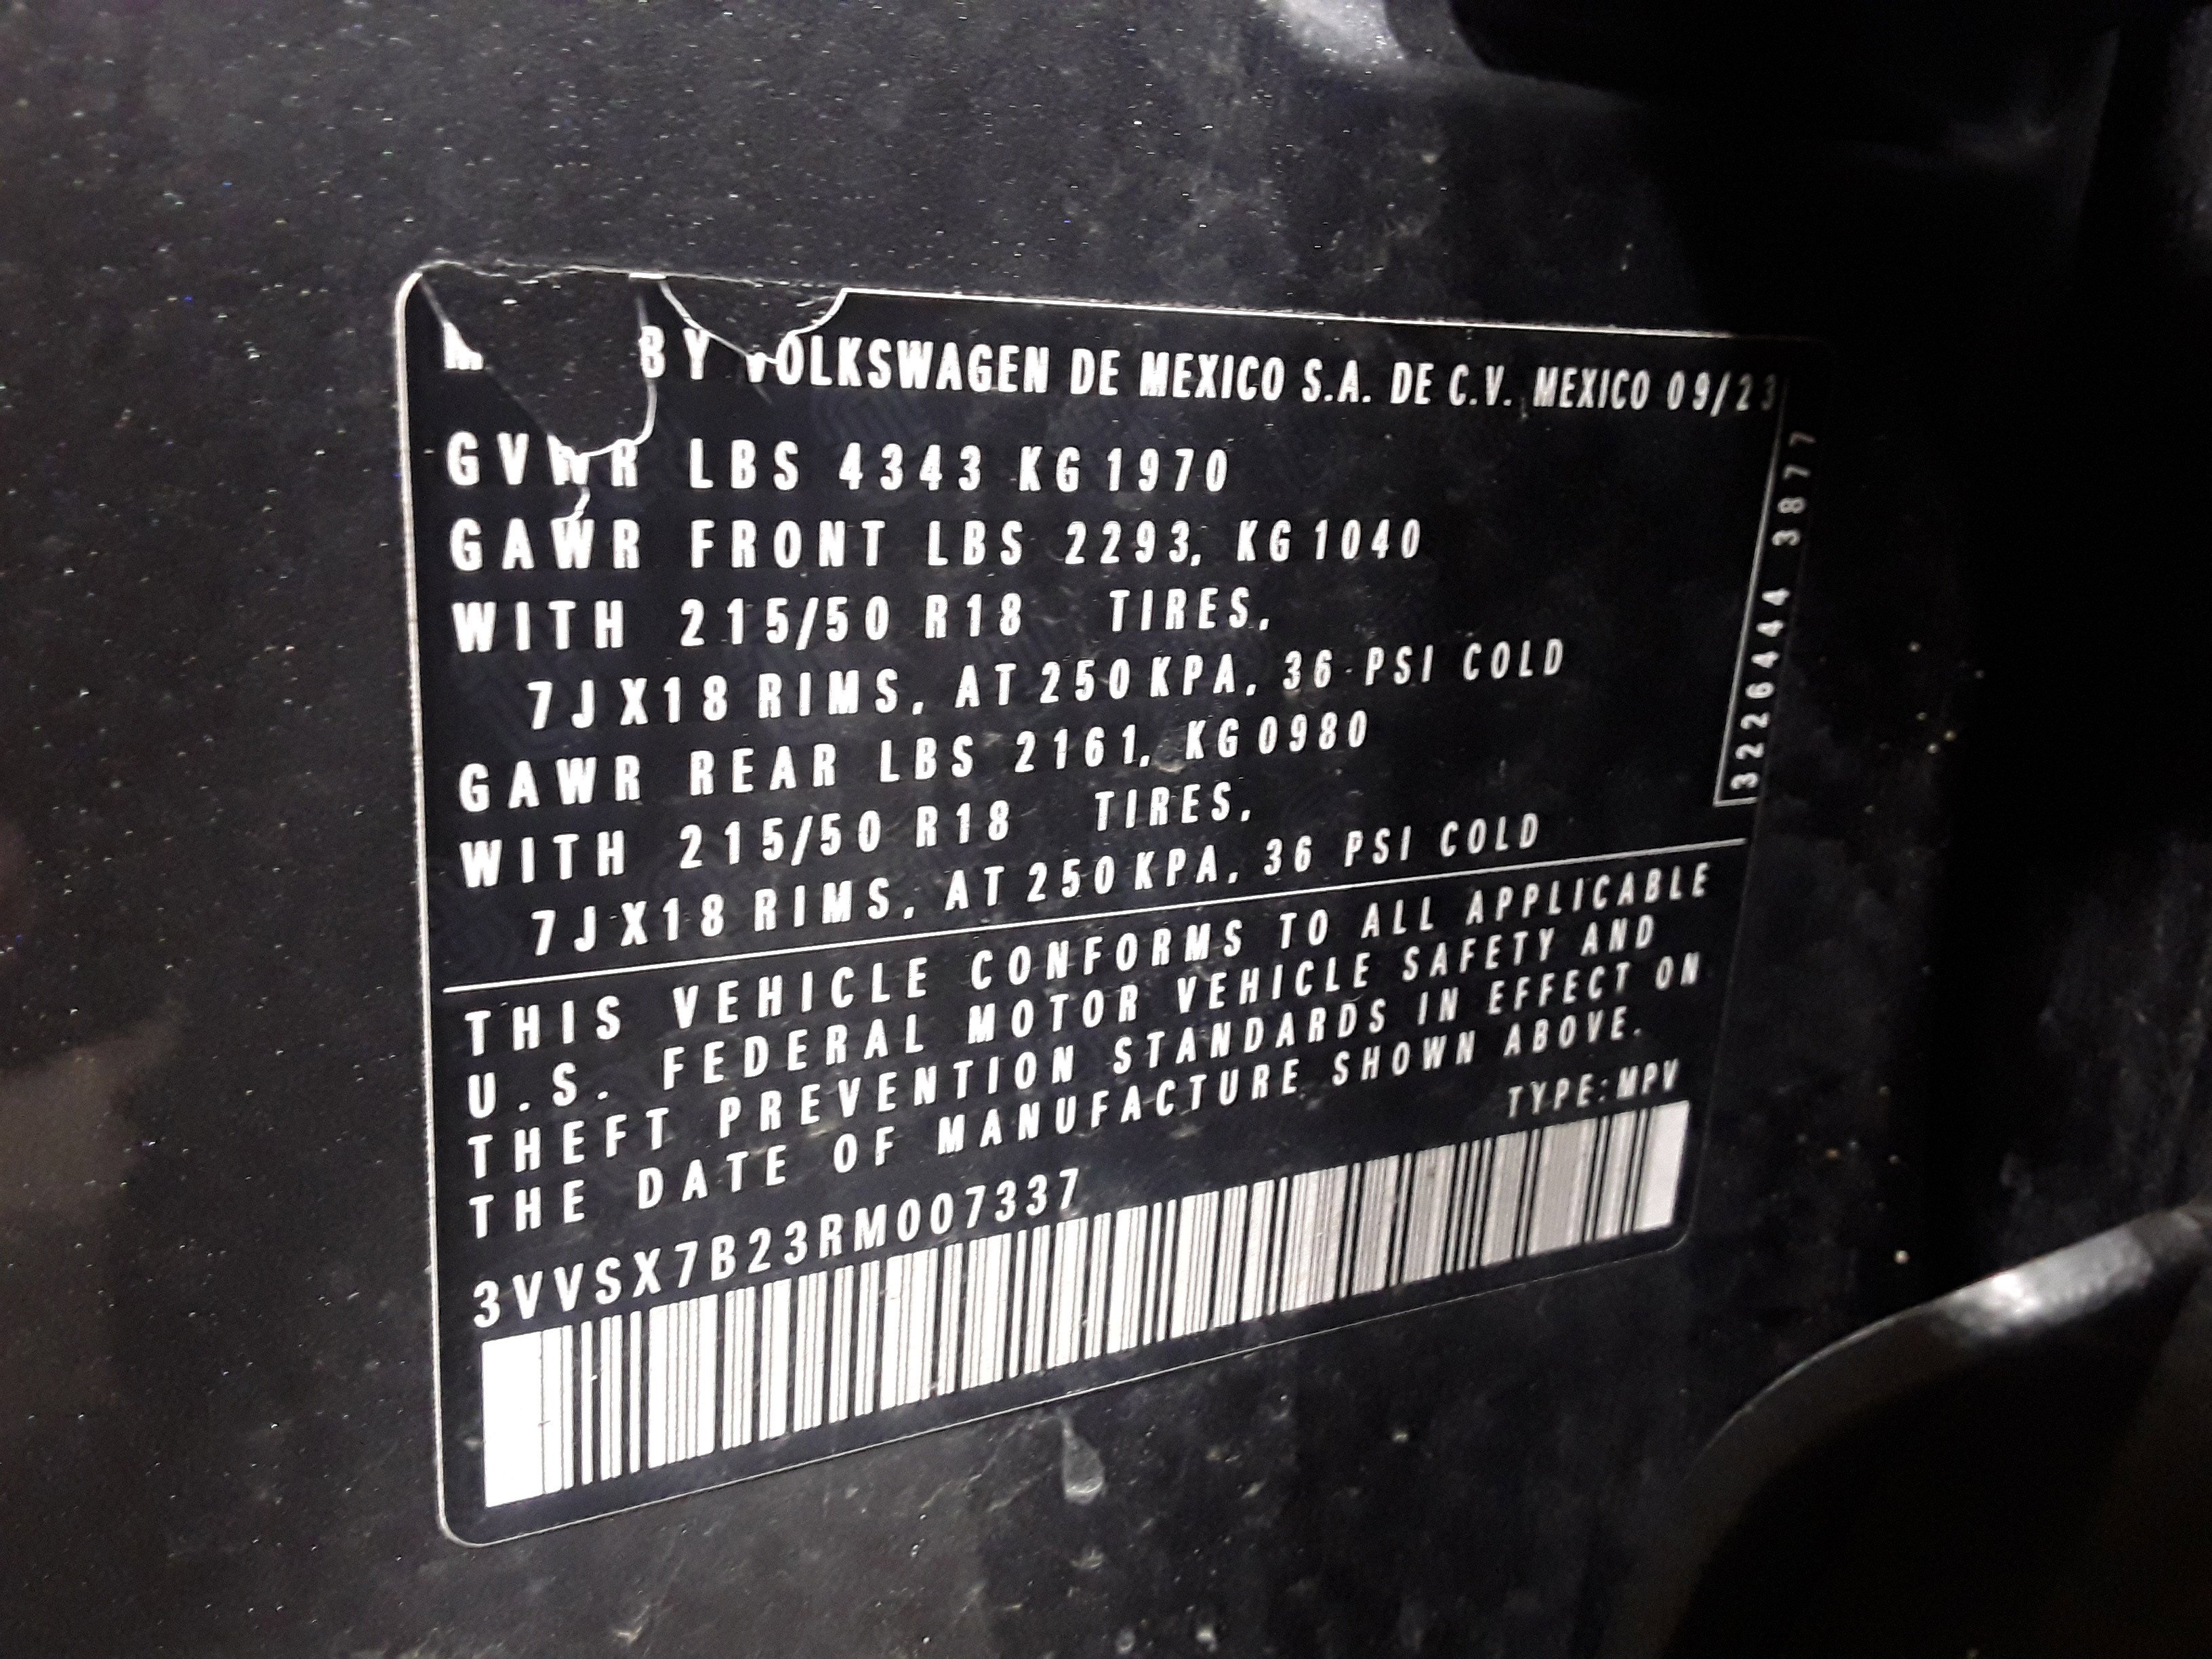 BY VOLKSWAGEN DE MEXICO S.A. DE C.V. MEXICO 09/23
GVWR LBS 4343 KG 1970
GAWR FRONT LBS 2293, KG 1040
WITH 215/50 R18 TIRES,
7J X18 RIMS, AT 250 KPA, 36 PSI COLD
GAWR REAR LBS 2161, KG 0980
WITH 215/50 R18 TIRES,
7J X18 RIMS, AT 250 KPA, 36 PSI COLD
3226444 3877
THIS VEHICLE CONFORMS TO ALL APPLICABLE
U.S. FEDERAL MOTOR VEHICLE SAFETY AND
THEFT PREVENTION STANDARDS IN EFFECT ON
THE DATE OF MANUFACTURE SHOWN ABOVE.
TYPE: MPV
3VVSX7B23RM007337